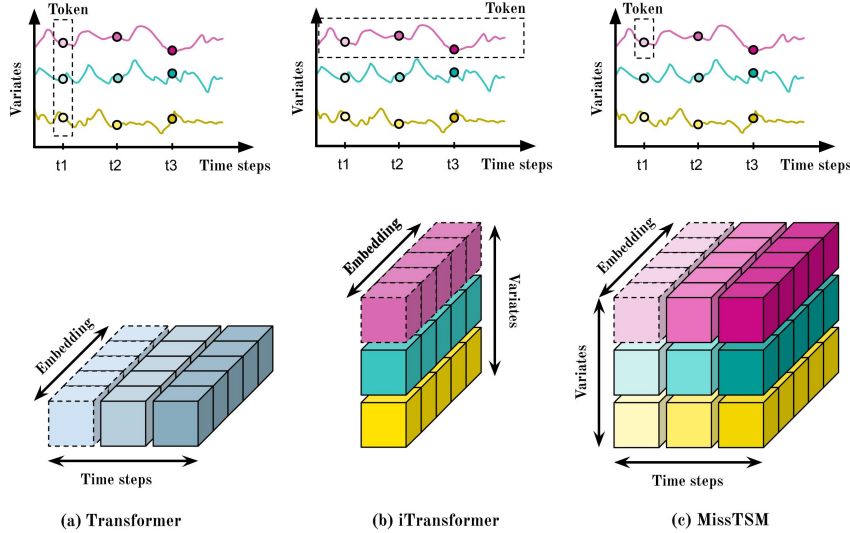 Token
Variates
t1
t2
t3
Time steps
Embedding
Time steps
(a) Transformer
Token
Variates
t1
t2
t3
Time steps
Embedding
Variates
(b) iTransformer
Token
Variates
t1
t2
t3
Time steps
Embedding
Variates
Time steps
(c) MissTSM